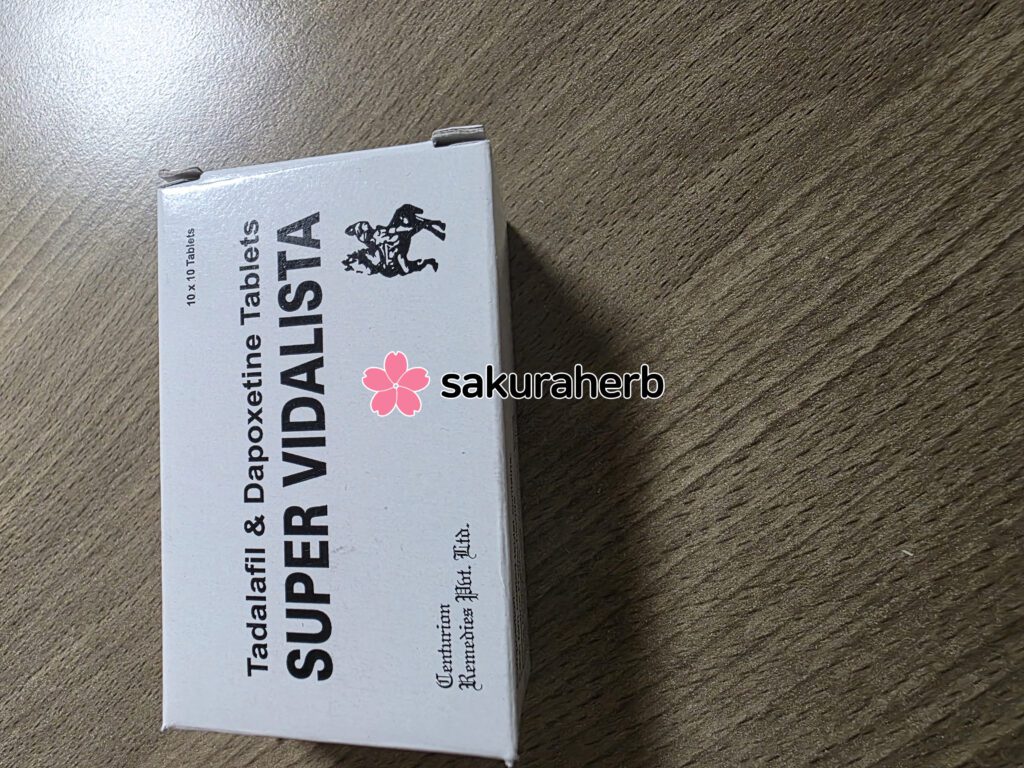 10 x 10 Tablets
Tadalafil & Dapoxetine Tablets
SUPER VIDALISTA
Centurion
Remedies Pvt. Ltd.
sakuraherb